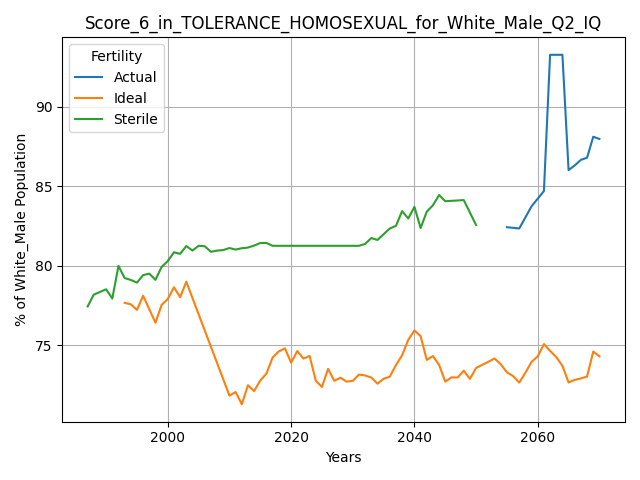 Score_6_in_TOLERANCE_HOMOSEXUAL_for_White_Male_Q2_IQ
Fertility
Actual
Ideal
Sterile
% of White_Male Population
90
85
80
75
2000
2020
2040
2060
Years